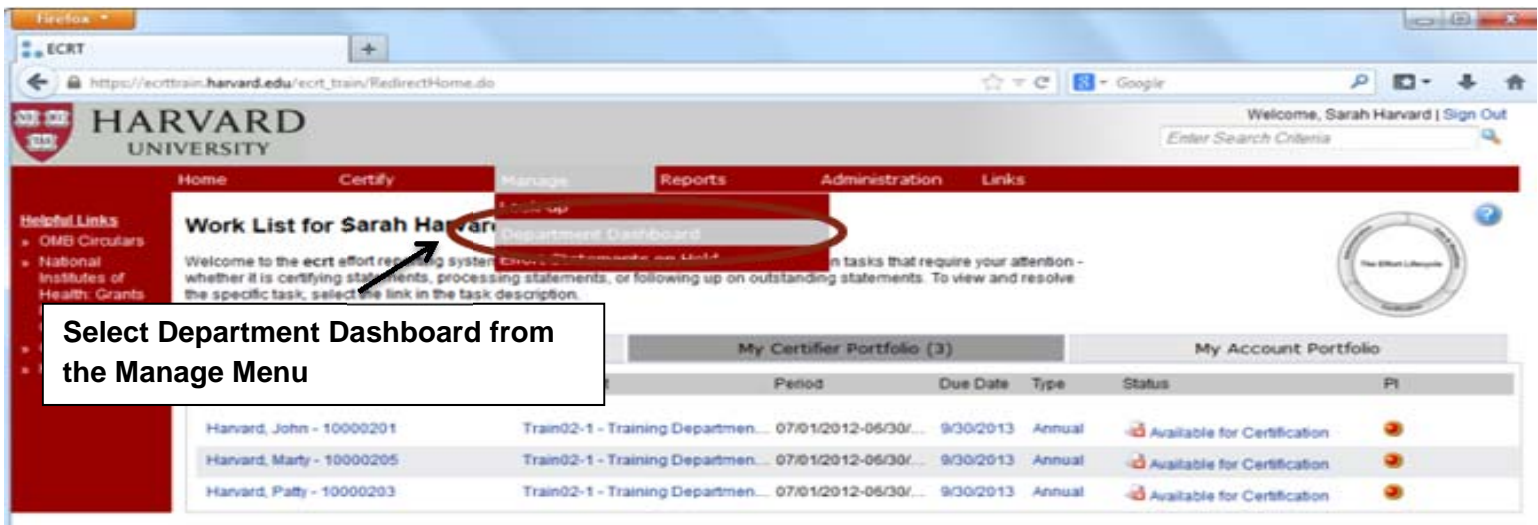 Firefox
ECRT
https://ecrttrain.harvard.edu/ecrt_train/RedirectHome.do
Google
HARVARD
UNIVERSITY
Welcome, Sarah Harvard | Sign Out
Enter Search Criteria
Home Certify Manage Reports Administration Links
Look-up
Department Dashboard
Effort Statements on Hold
Helpful Links
» OMB Circulars
» National
Institutes of
Health: Grants
Work List for Sarah Harvard
Welcome to the ecrt effort reporting system tasks that require your attention -
whether it is certifying statements, processing statements, or following up on outstanding statements. To view and resolve
the specific task, select the link in the task description.
The Effort Lifecycle
Select Department Dashboard from
the Manage Menu
My Certifier Portfolio (3) My Account Portfolio
Period Due Date Type Status PI
Harvard, John - 10000201 Train02-1 - Training Departmen... 07/01/2012-06/30/... 9/30/2013 Annual Available for Certification
Harvard, Marty - 10000205 Train02-1 - Training Departmen... 07/01/2012-06/30/... 9/30/2013 Annual Available for Certification
Harvard, Patty - 10000203 Train02-1 - Training Departmen... 07/01/2012-06/30/... 9/30/2013 Annual Available for Certification